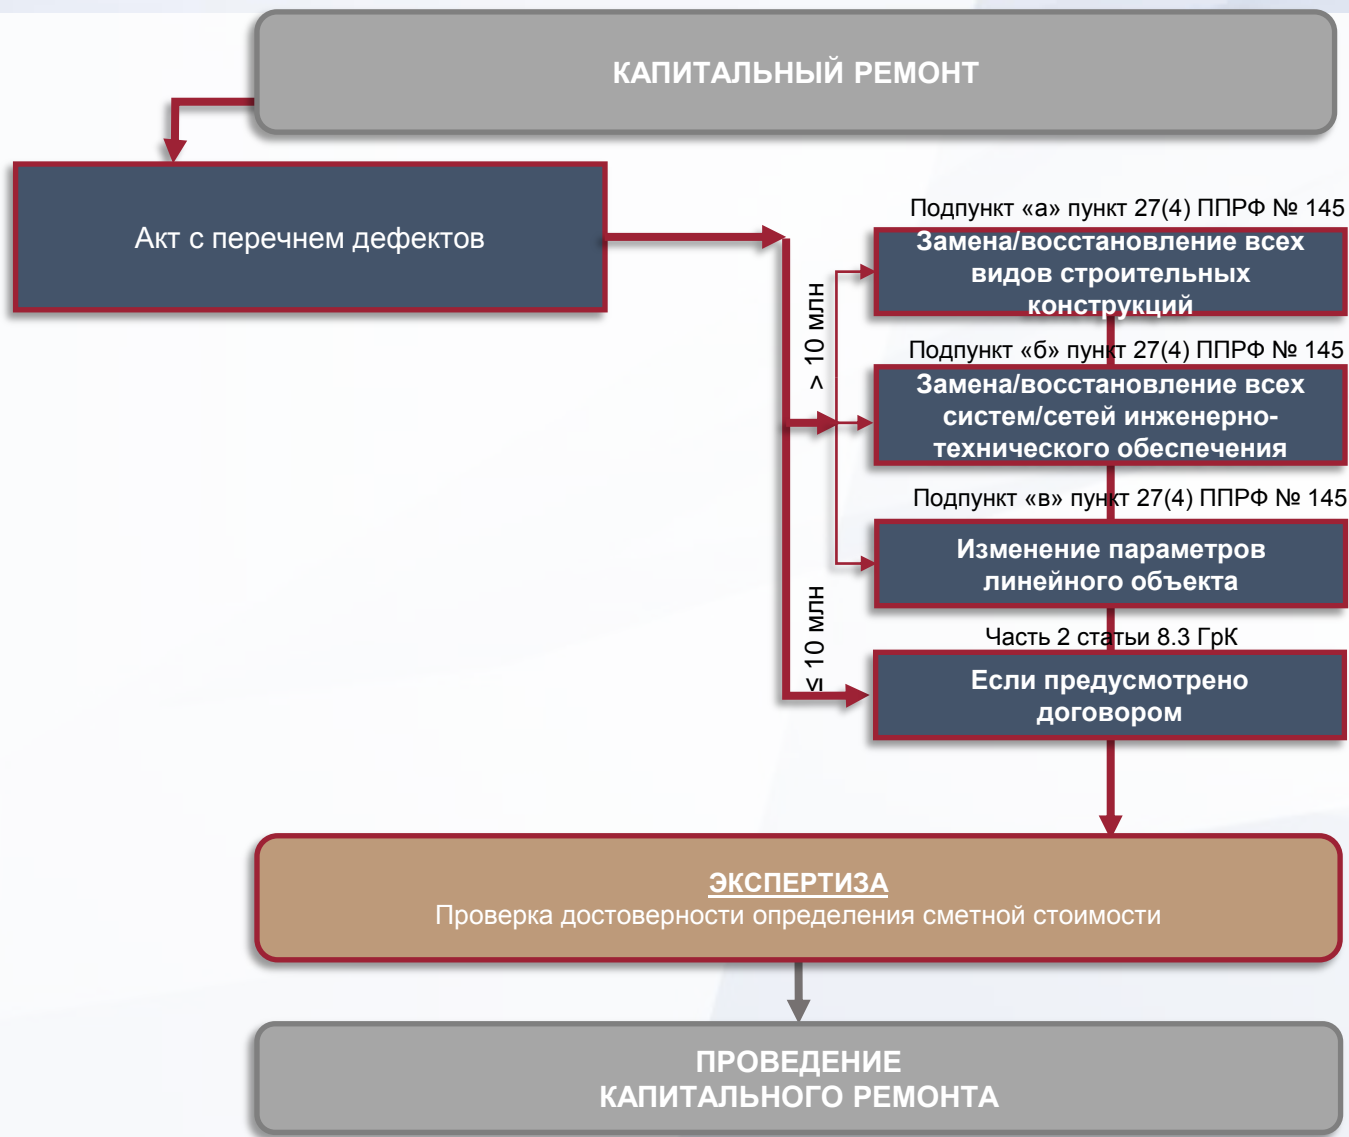 КАПИТАЛЬНЫЙ РЕМОНТ
Акт с перечнем дефектов
> 10 млн
≤ 10 млн
Подпункт «а» пункт 27(4) ППРФ № 145
Замена/восстановление всех
видов строительных
конструкций
Подпункт «б» пункт 27(4) ППРФ № 145
Замена/восстановление всех
систем/сетей инженерно-
технического обеспечения
Подпункт «в» пункт 27(4) ППРФ № 145
Изменение параметров
линейного объекта
Часть 2 статьи 8.3 ГрК
Если предусмотрено
договором
ЭКСПЕРТИЗА
Проверка достоверности определения сметной стоимости
ПРОВЕДЕНИЕ
КАПИТАЛЬНОГО РЕМОНТА